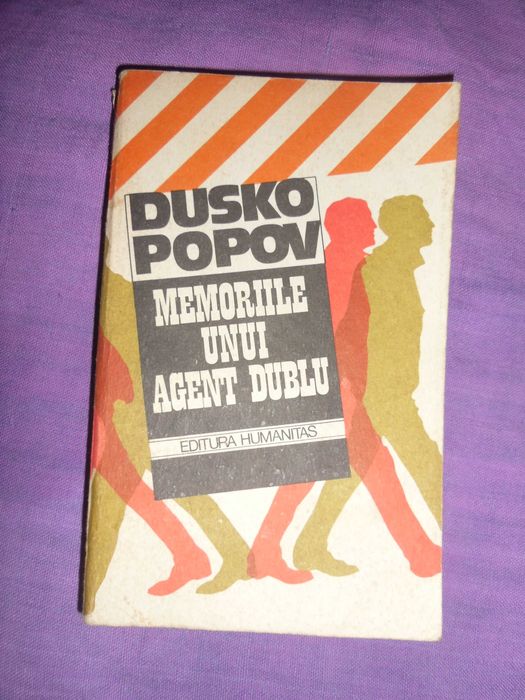 DUSKO
POPOV
MEMORIILE
UNUI
AGENT DUBLU
EDITURA HUMANITAS